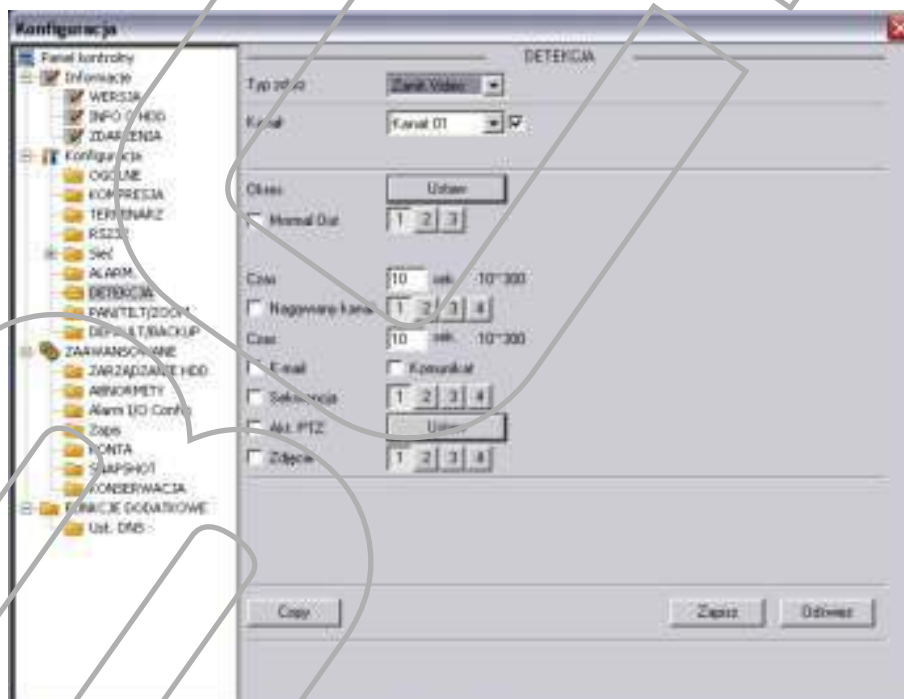 Konfiguracja
Panel kontrolny
Informacje
WERSJA
INFO O HDD
ZDARZENIA
Konfiguracja
OGÓLNE
KOMPRESJA
TERMINARZ
RS232
Sieć
ALARM
DETEKCJA
PAN/TILT/ZOOM
DEFAULT/BACKUP
ZAAWANSOWANE
ZARZĄDZANIE HDD
ABNORMITY
Alarm I/O Config
Zapis
KONTA
SNAPSHOT
KONSERWACJA
FUNKCJE DODATKOWE
Ust. DNS
DETEKCJA
Typ Zanik Video
Kanał Kanał 01
Okres Ustaw
Normal Out 1 2 3
Czas 10 sek. 10~300
Nagrywany kanał 1 2 3 4
Czas 10 sek. 10~300
E-mail Komunikat
Sekwencja 1 2 3 4
Akt. PTZ Ustaw
Zdjęcie 1 2 3 4
Copy Zapisz Odśwież